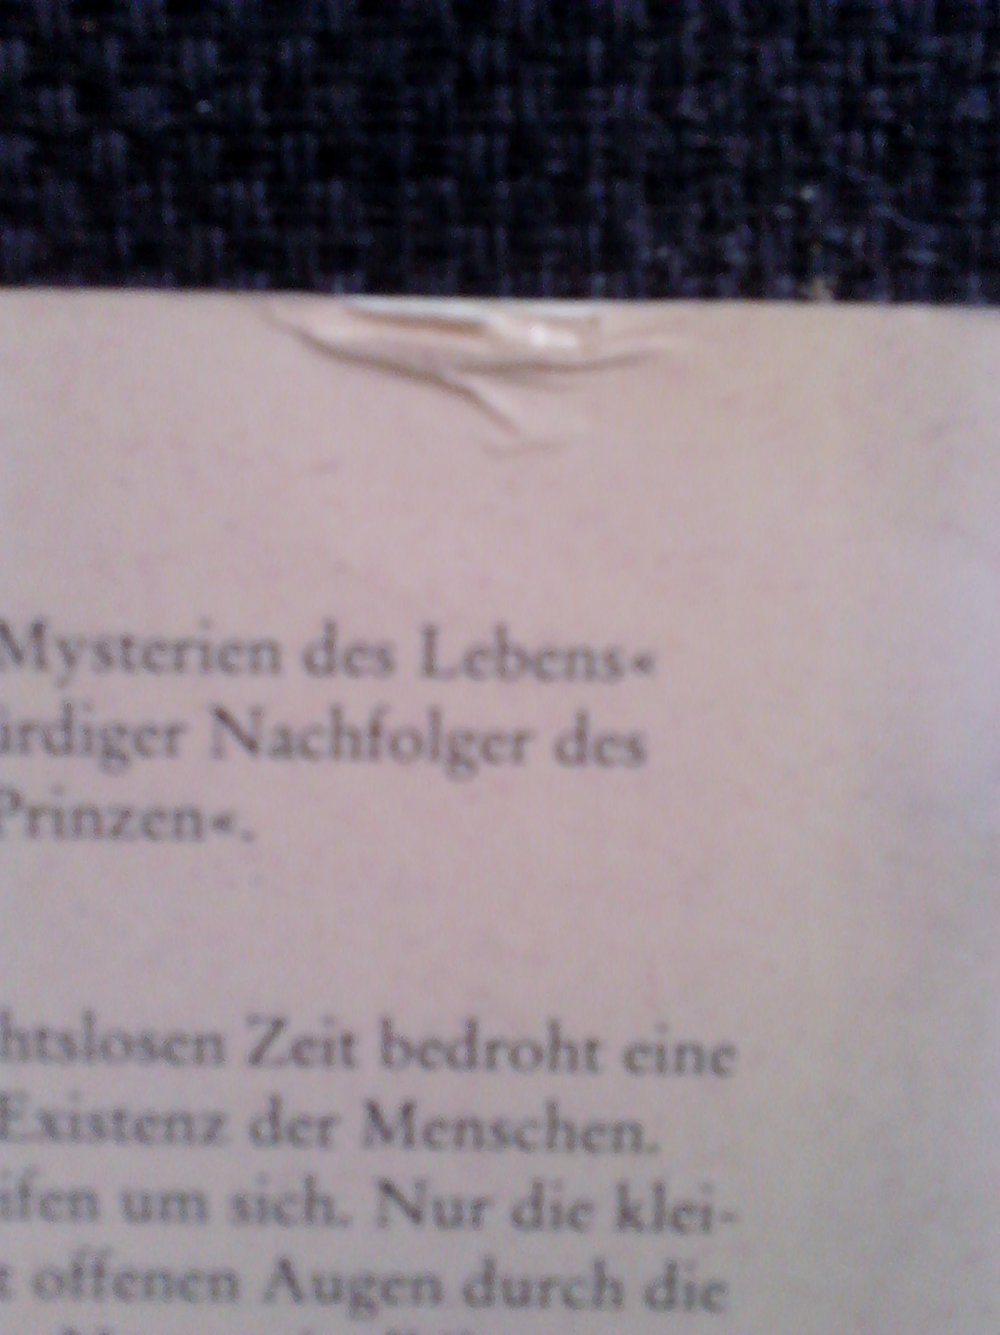 Mysterien des Lebens«
ürdiger Nachfolger des
Prinzen«.
htslosen Zeit bedroht eine
Existenz der Menschen.
ifen um sich. Nur die klei-
t offenen Augen durch die